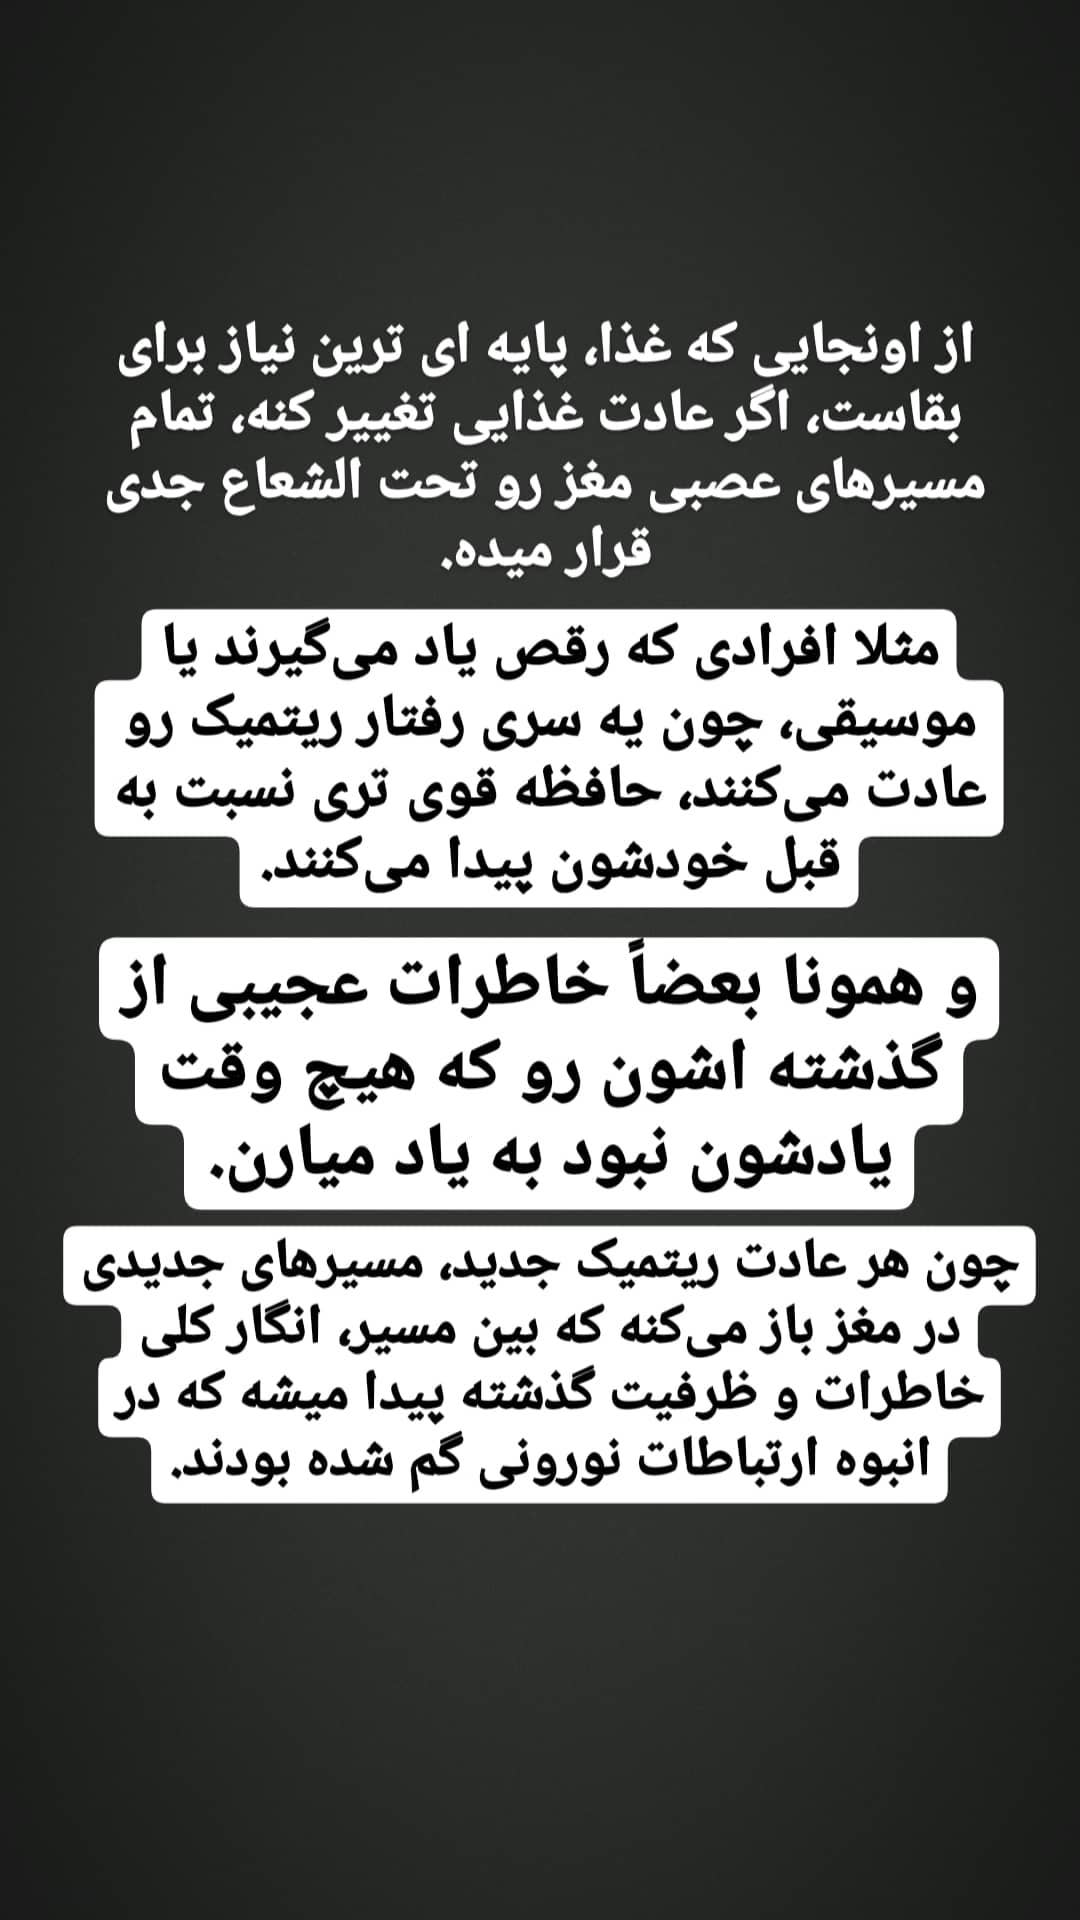 از اونجایی که غذا، پایه ای ترین نیاز برای
بقاست، اگر عادت غذایی تغییر کنه، تمام
مسیرهای عصبی مغز رو تحت الشعاع جدی
قرار میده.
مثلا افرادی که رقص یاد می‌گیرند یا
موسیقی، چون یه سری رفتار ریتمیک رو
عادت می‌کنند، حافظه قوی تری نسبت به
قبل خودشون پیدا می‌کنند.
و همونا بعضاً خاطرات عجیبی از
گذشته اشون رو که هیچ وقت
یادشون نبود به یاد میارن.
چون هر عادت ریتمیک جدید، مسیرهای جدیدی
در مغز باز می‌کنه که بین مسیر، انگار کلی
خاطرات و ظرفیت گذشته پیدا میشه که در
انبوه ارتباطات نورونی گم شده بودند.